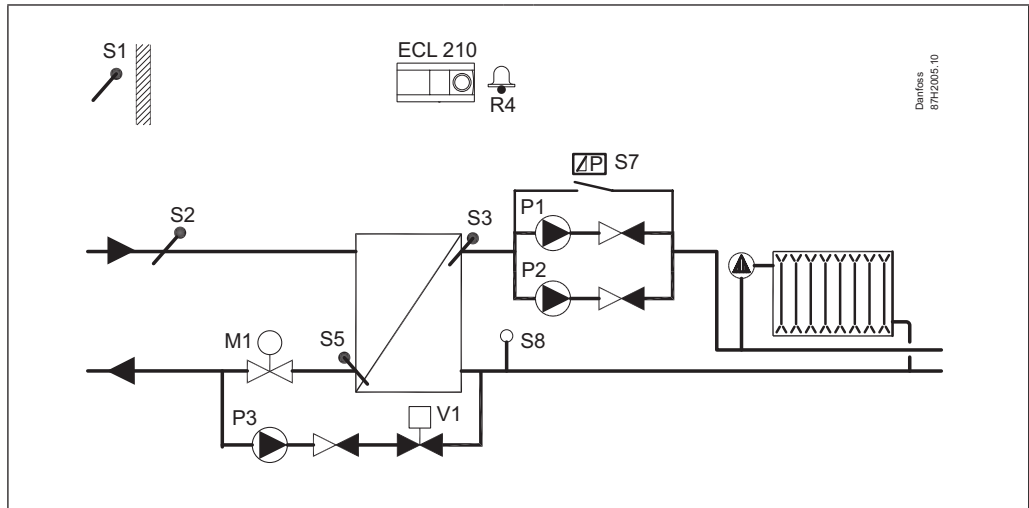 S1
ECL 210
R4
Danfoss
87H2005.10
P S7
S2
S3
P1
P2
M1
S5
S8
P3
V1